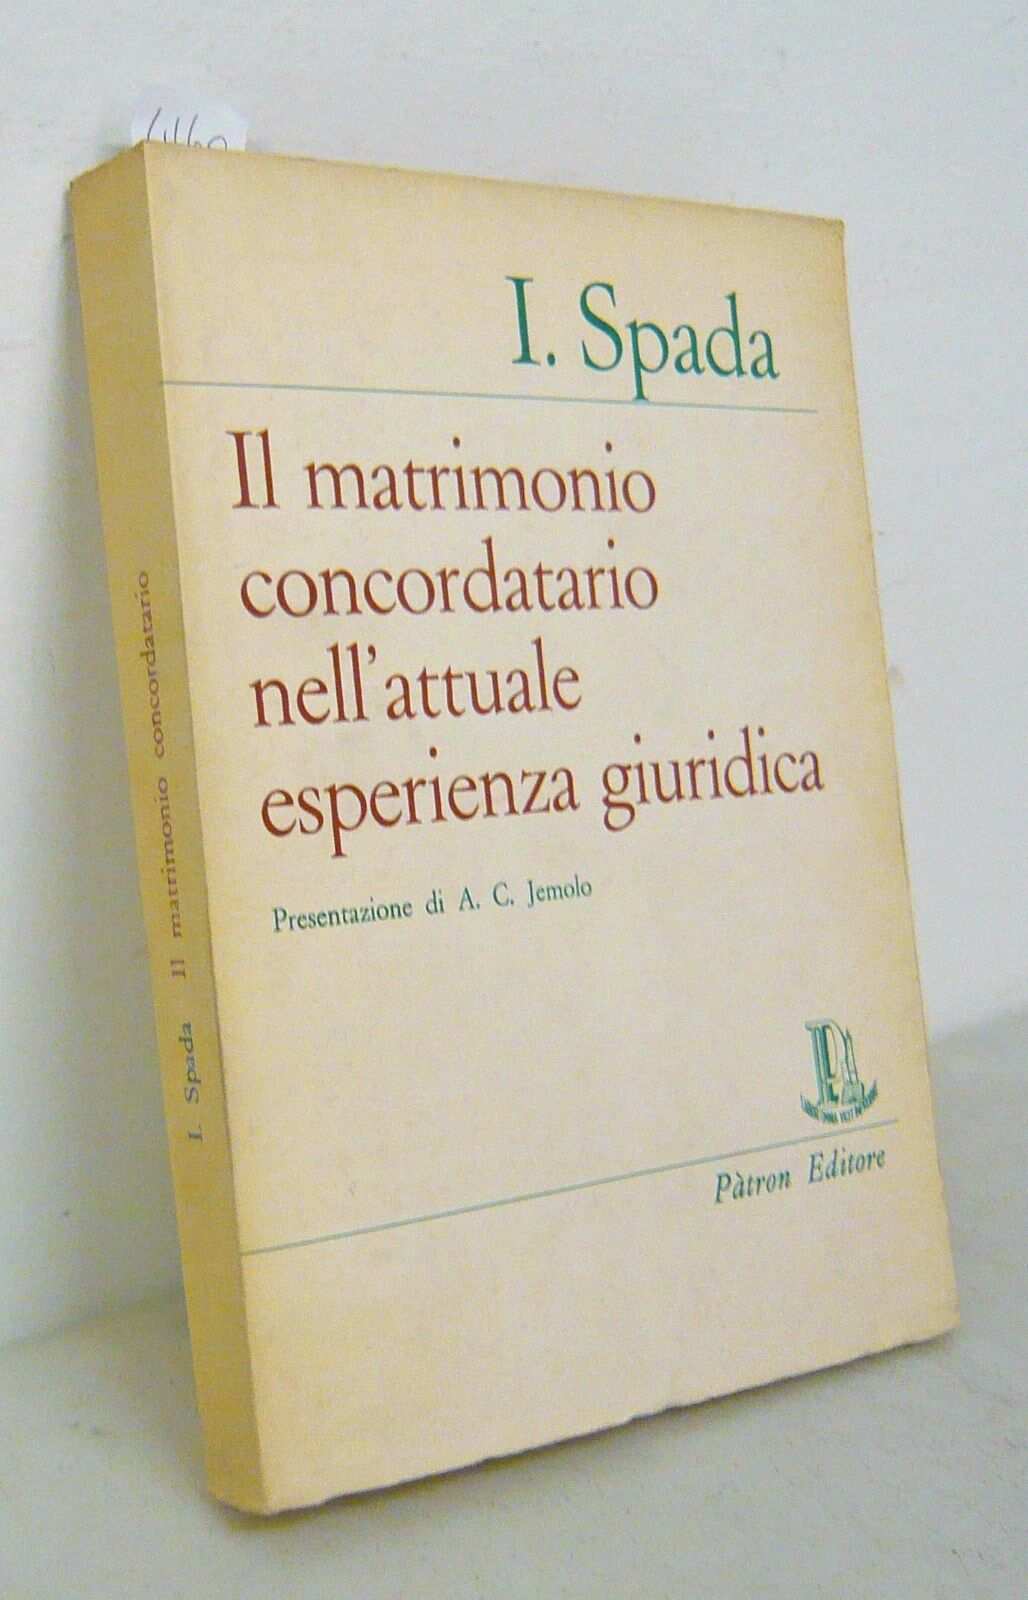 I. Spada
Il matrimonio
concordatario
nell'attuale
esperienza giuridica
Presentazione di A. C. Jemolo
Pàtron Editore
I. Spada Il matrimonio concordatario